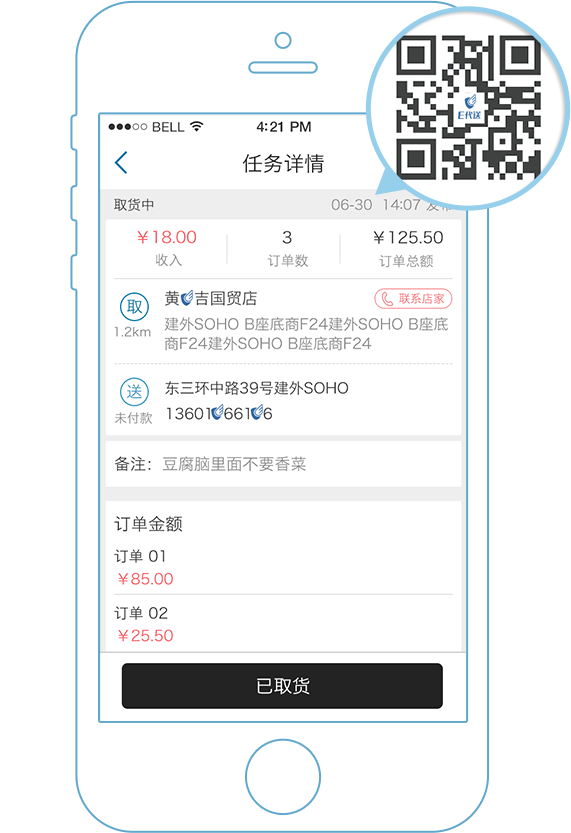 ●●●○○ BELL 4:21 PM
任务详情
E代送
取货中 06-30 14:07 发布
￥18.00 3 ￥125.50
收入 订单数 订单总额
取 黄 吉国贸店 联系店家
1.2km 建外SOHO B座底商F24建外SOHO B座底
商F24建外SOHO B座底商F24
送 东三环中路39号建外SOHO
未付款 13601 661 6
备注： 豆腐脑里面不要香菜
订单金额
订单 01
￥85.00
订单 02
￥25.50
已取货